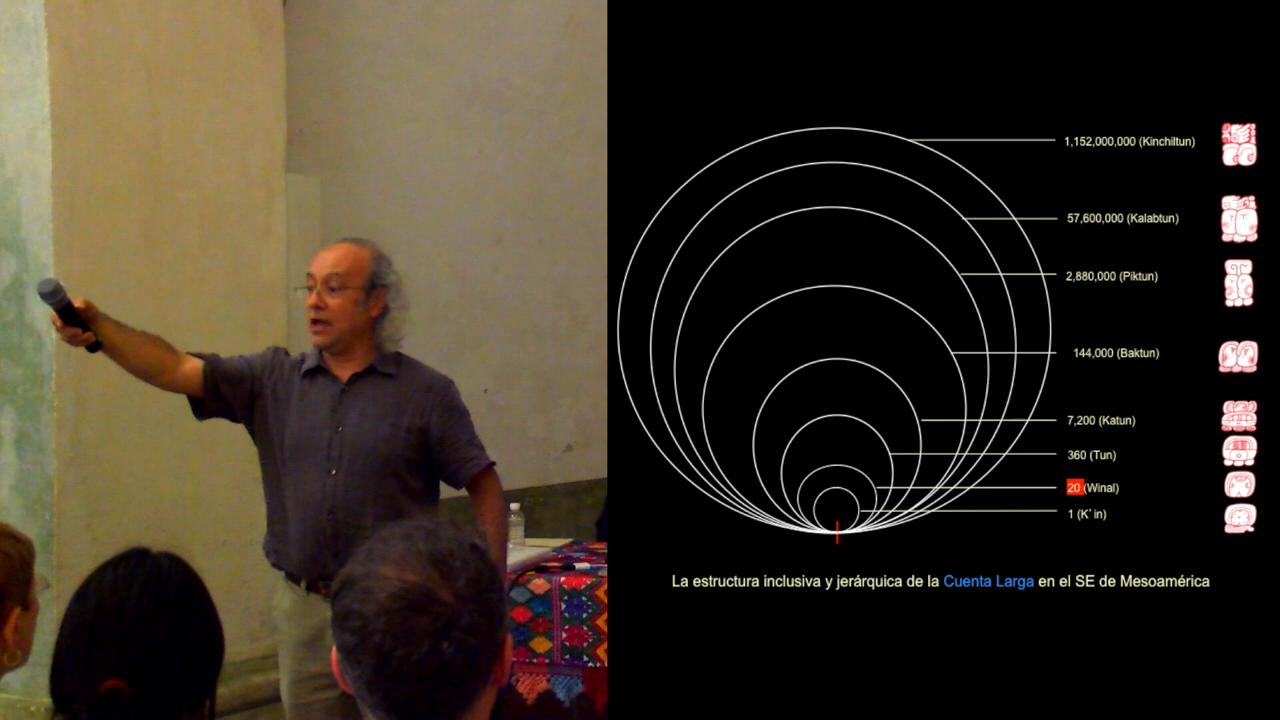 1,152,000,000 (Kinchiltun)
57,600,000 (Kalabtun)
2,880,000 (Piktun)
144,000 (Baktun)
7,200 (Katun)
360 (Tun)
20 (Winal)
1 (K' in)
La estructura inclusiva y jerárquica de la Cuenta Larga en el SE de Mesoamérica